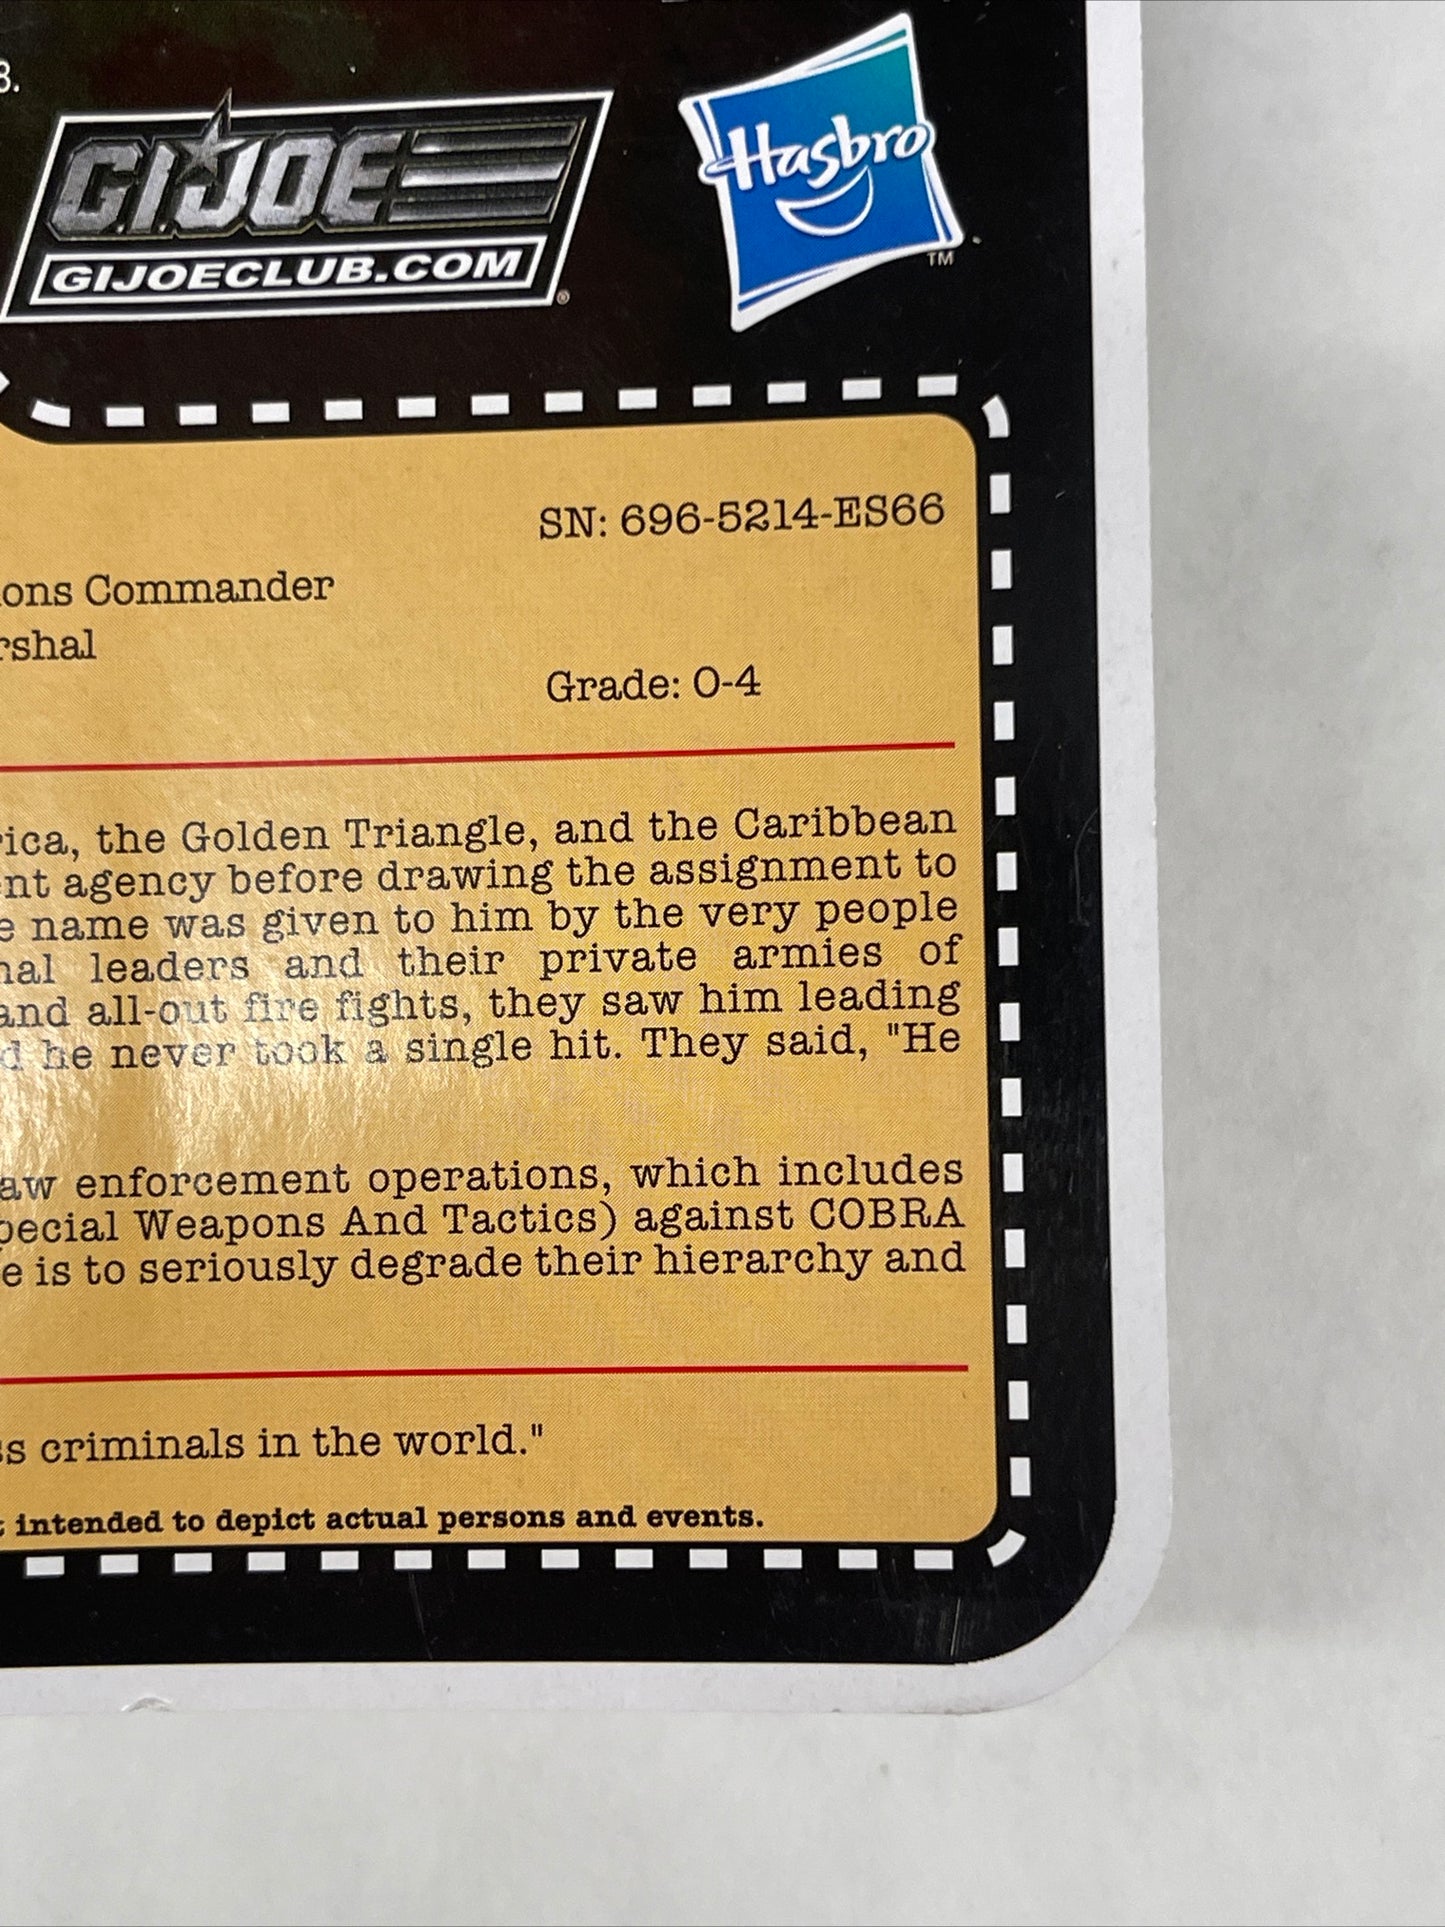 8.
G.I.JOE
GIJOECLUB.COM
®
Hasbro
TM
SN: 696-5214-ES66
ons Commander
rshal
Grade: O-4
rica, the Golden Triangle, and the Caribbean
nt agency before drawing the assignment to
e name was given to him by the very people
nal leaders and their private armies of
and all-out fire fights, they saw him leading
d he never took a single hit. They said, "He
aw enforcement operations, which includes
pecial Weapons And Tactics) against COBRA
e is to seriously degrade their hierarchy and
ss criminals in the world."
t intended to depict actual persons and events.